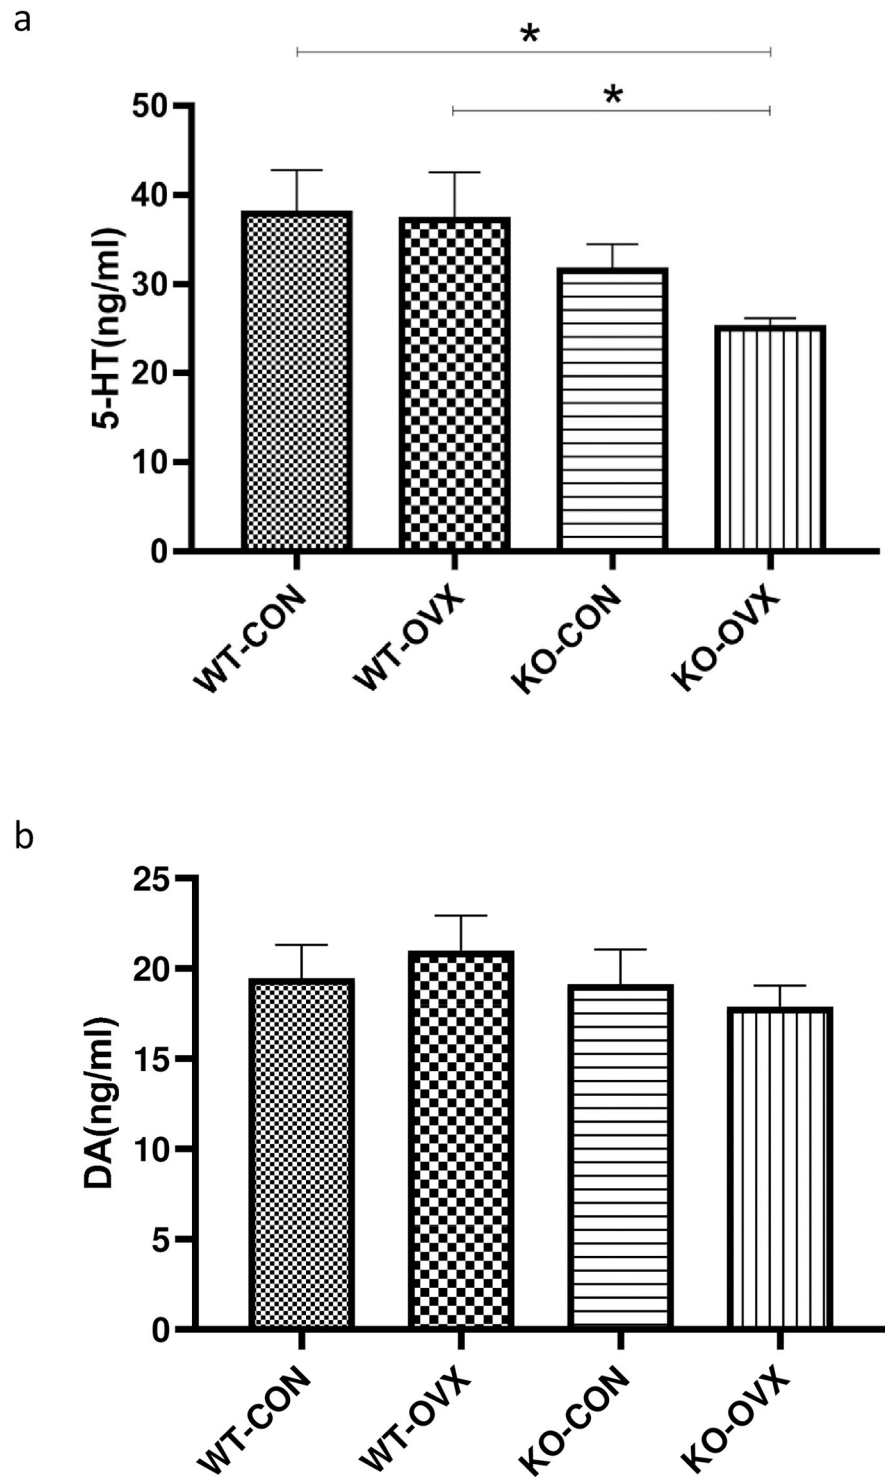 a
*
*
50
40
30
20
10
0
5-HT(ng/ml)
WT-CON
WT-OVX
KO-CON
KO-OVX
b
25
20
15
10
5
0
DA(ng/ml)
WT-CON
WT-OVX
KO-CON
KO-OVX